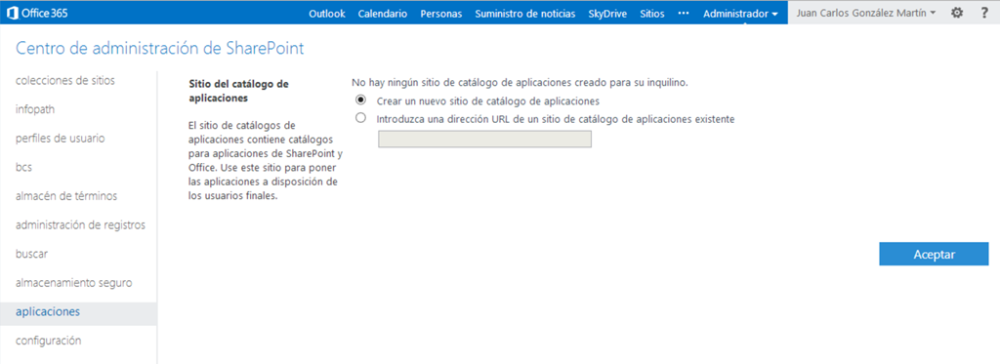 Office 365
Outlook Calendario Personas Suministro de noticias SkyDrive Sitios ••• Administrador Juan Carlos González Martín ?
Centro de administración de SharePoint
colecciones de sitios
infopath
perfiles de usuario
bcs
almacén de términos
administración de registros
buscar
almacenamiento seguro
aplicaciones
configuración
Sitio del catálogo de
aplicaciones
El sitio de catálogos de
aplicaciones contiene catálogos
para aplicaciones de SharePoint y
Office. Use este sitio para poner
las aplicaciones a disposición de
los usuarios finales.
No hay ningún sitio de catálogo de aplicaciones creado para su inquilino.
Crear un nuevo sitio de catálogo de aplicaciones
Introduzca una dirección URL de un sitio de catálogo de aplicaciones existente
Aceptar